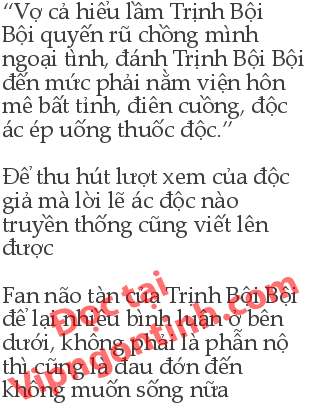 “Vợ cả hiểu lầm Trịnh Bội
Bội quyến rũ chồng mình
ngoại tình, đánh Trịnh Bội Bội
đến mức phải nằm viện hôn
mê bất tỉnh, điên cuồng, độc
ác ép uống thuốc độc.”
Để thu hút lượt xem của độc
giả mà lời lẽ ác độc nào
truyền thống cũng viết lên
được
Fan não tàn của Trịnh Bội Bội
để lại nhiều bình luận ở bên
dưới, không phải là phẫn nộ
thì cũng là đau đớn đến
không muốn sống nữa
Đọc tại
Vipngontinh.com